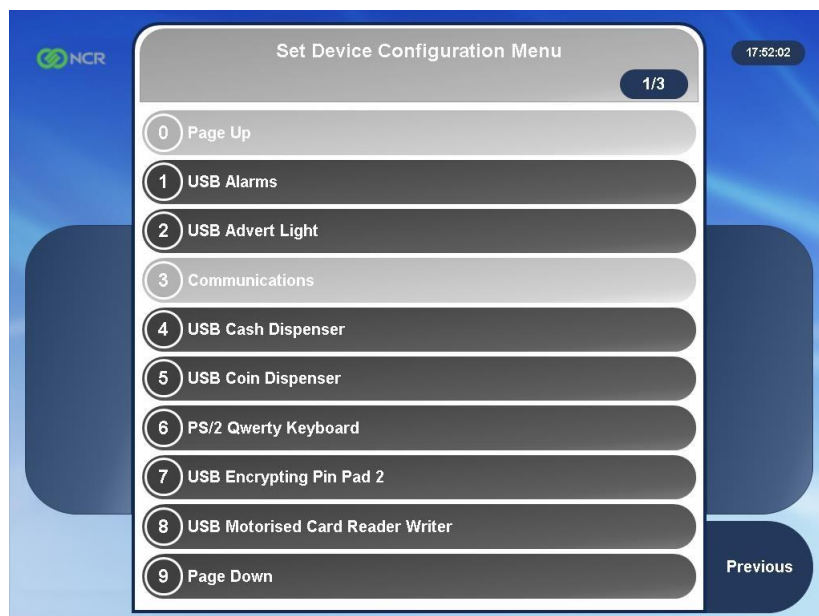 NCR
Set Device Configuration Menu
17:52:02
1/3
0 Page Up
1 USB Alarms
2 USB Advert Light
3 Communications
4 USB Cash Dispenser
5 USB Coin Dispenser
6 PS/2 Qwerty Keyboard
7 USB Encrypting Pin Pad 2
8 USB Motorised Card Reader Writer
9 Page Down
Previous